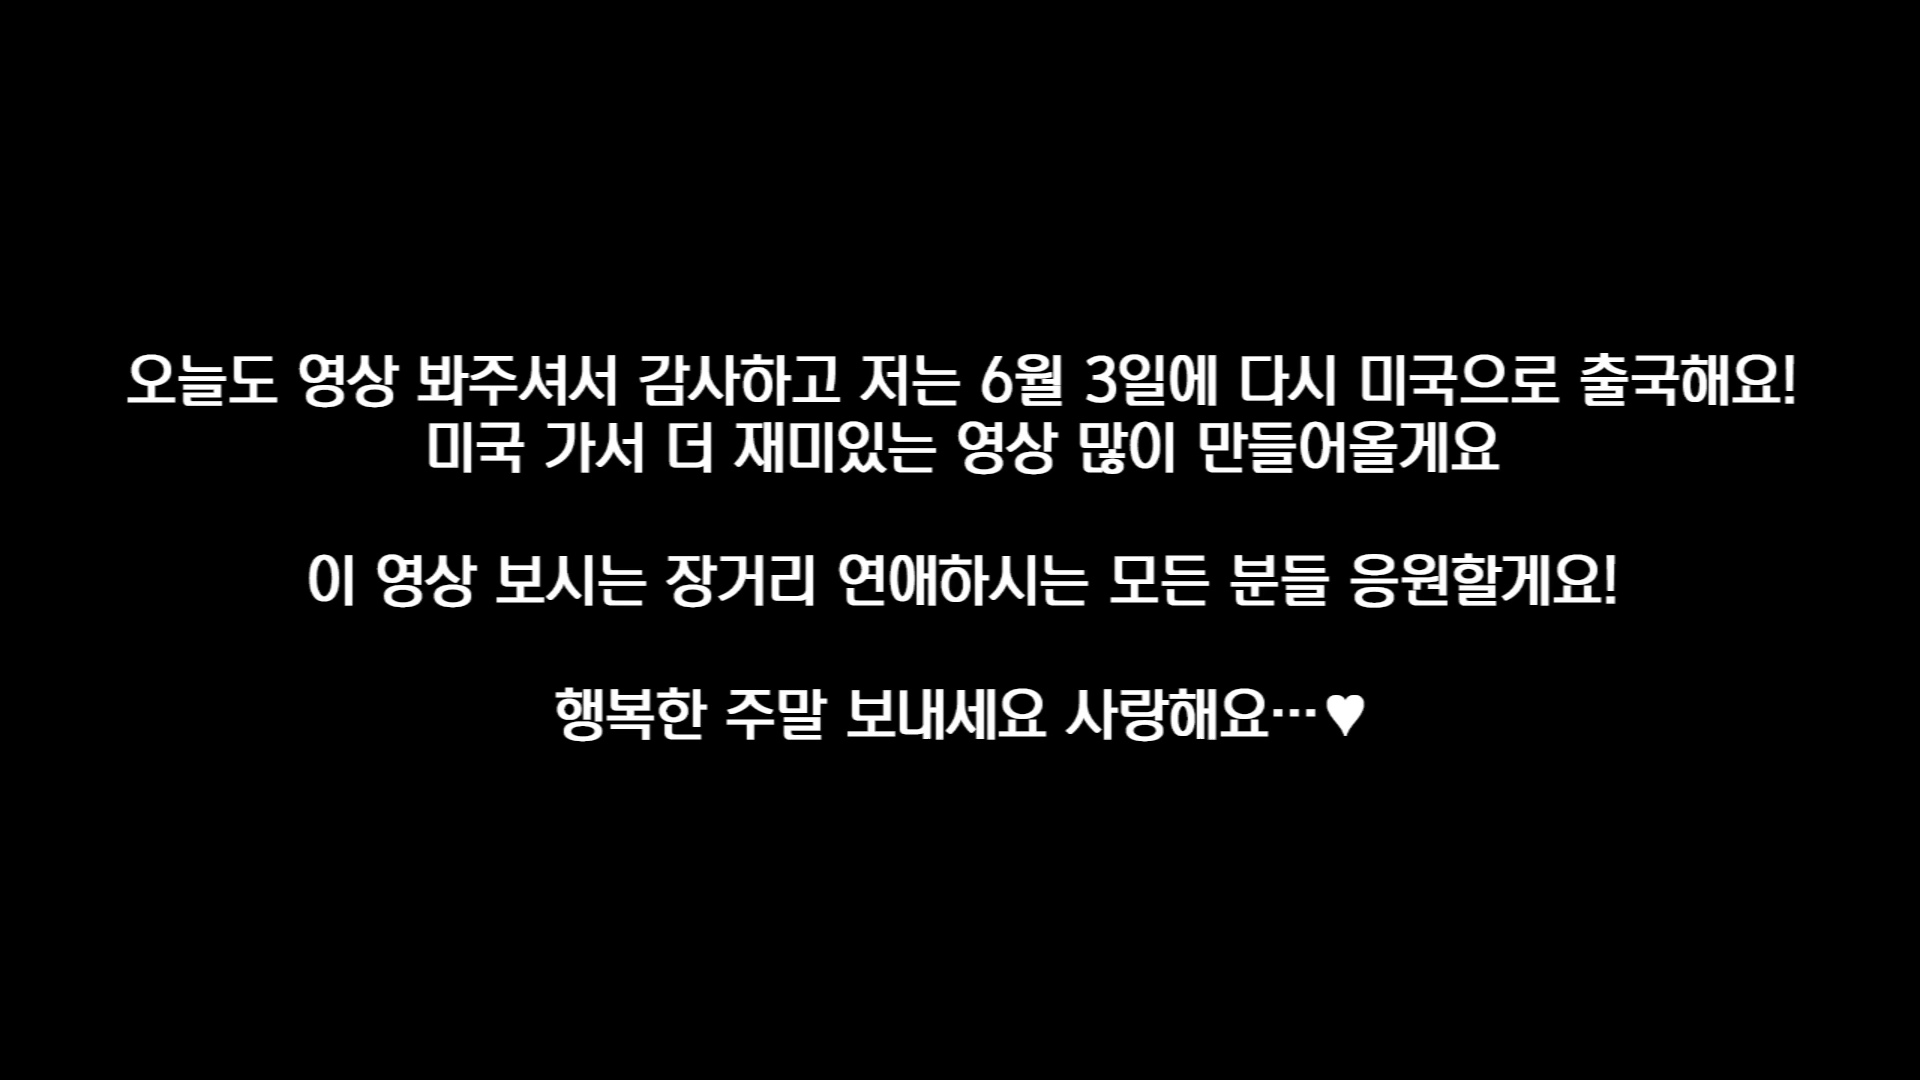 오늘도 영상 봐주셔서 감사하고 저는 6월 3일에 다시 미국으로 출국해요!
미국 가서 더 재미있는 영상 많이 만들어올게요
이 영상 보시는 장거리 연애하시는 모든 분들 응원할게요!
행복한 주말 보내세요 사랑해요…♥